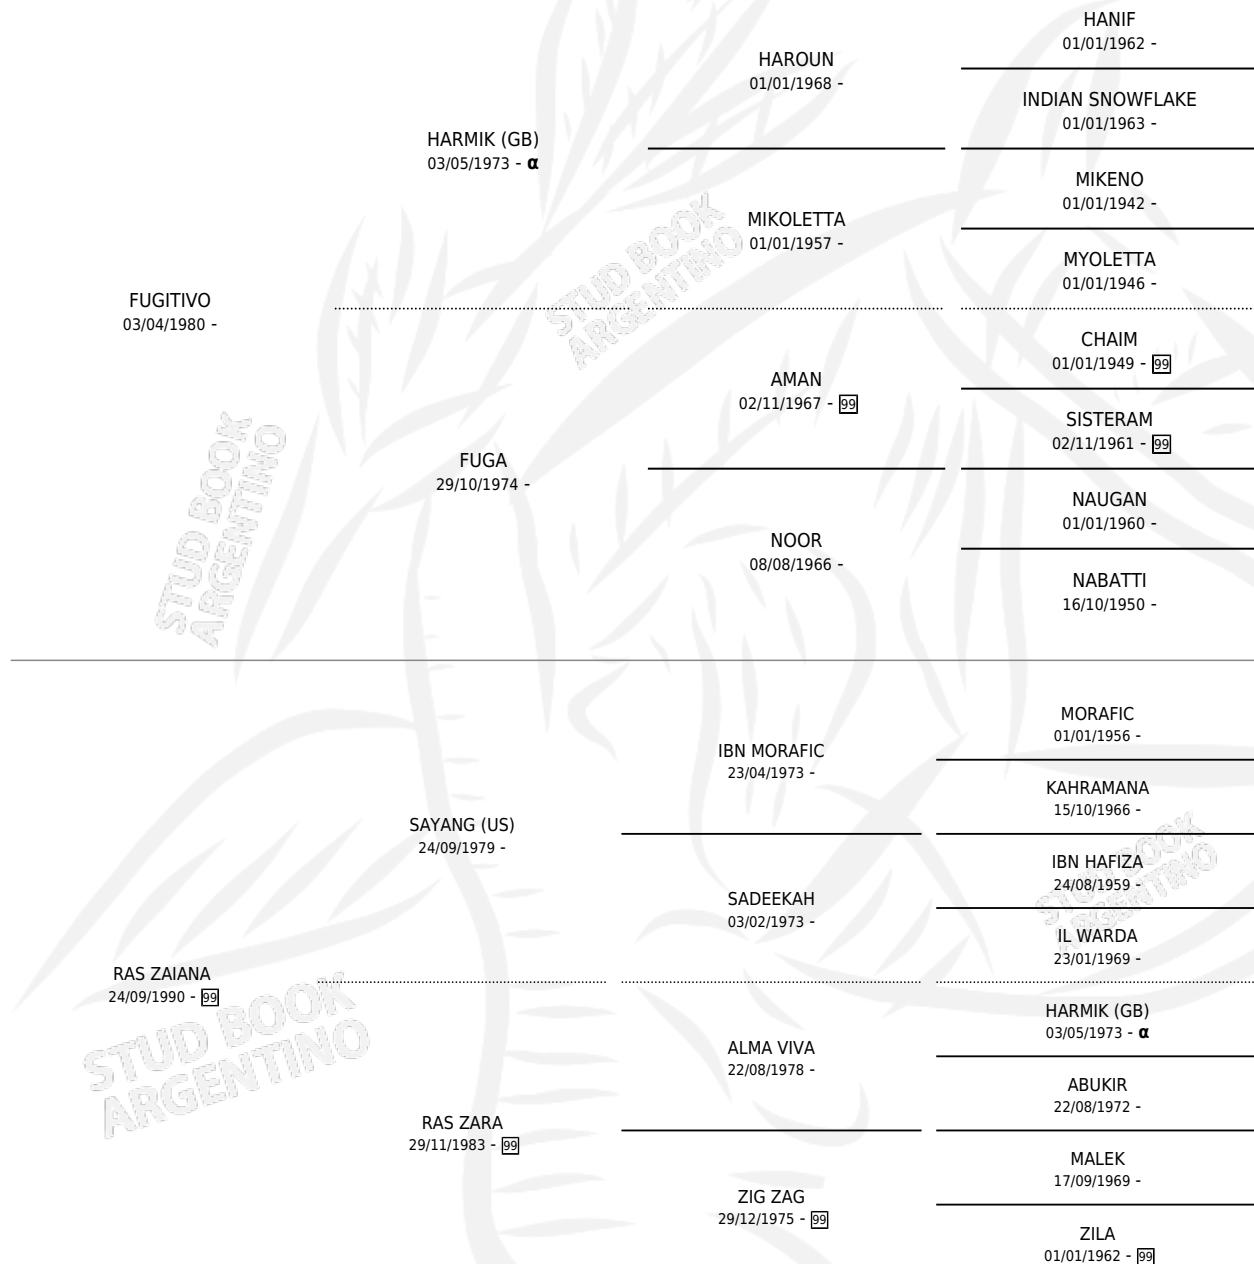 HANIF
01/01/1962 -
HAROUN
01/01/1968 -
INDIAN SNOWFLAKE
01/01/1963 -
HARMIK (GB)
03/05/1973 - α
MIKENO
01/01/1942 -
MIKOLETTA
01/01/1957 -
MYOLETTA
01/01/1946 -
FUGITIVO
03/04/1980 -
CHAIM
01/01/1949 - 99
AMAN
02/11/1967 - 99
SISTERAM
02/11/1961 - 99
FUGA
29/10/1974 -
NAUGAN
01/01/1960 -
NOOR
08/08/1966 -
NABATTI
16/10/1950 -
MORAFIC
01/01/1956 -
IBN MORAFIC
23/04/1973 -
KAHRAMANA
15/10/1966 -
SAYANG (US)
24/09/1979 -
IBN HAFIZA
24/08/1959 -
SADEEKAH
03/02/1973 -
IL WARDA
23/01/1969 -
RAS ZAIANA
24/09/1990 - 99
HARMIK (GB)
03/05/1973 - α
ALMA VIVA
22/08/1978 -
ABUKIR
22/08/1972 -
RAS ZARA
29/11/1983 - 99
MALEK
17/09/1969 -
ZIG ZAG
29/12/1975 - 99
ZILA
01/01/1962 - 99
STUD BOOK
ARGENTINO
STUD BOOK
ARGENTINO
STUD BOOK
ARGENTINO
STUD BOOK
ARGENTINO